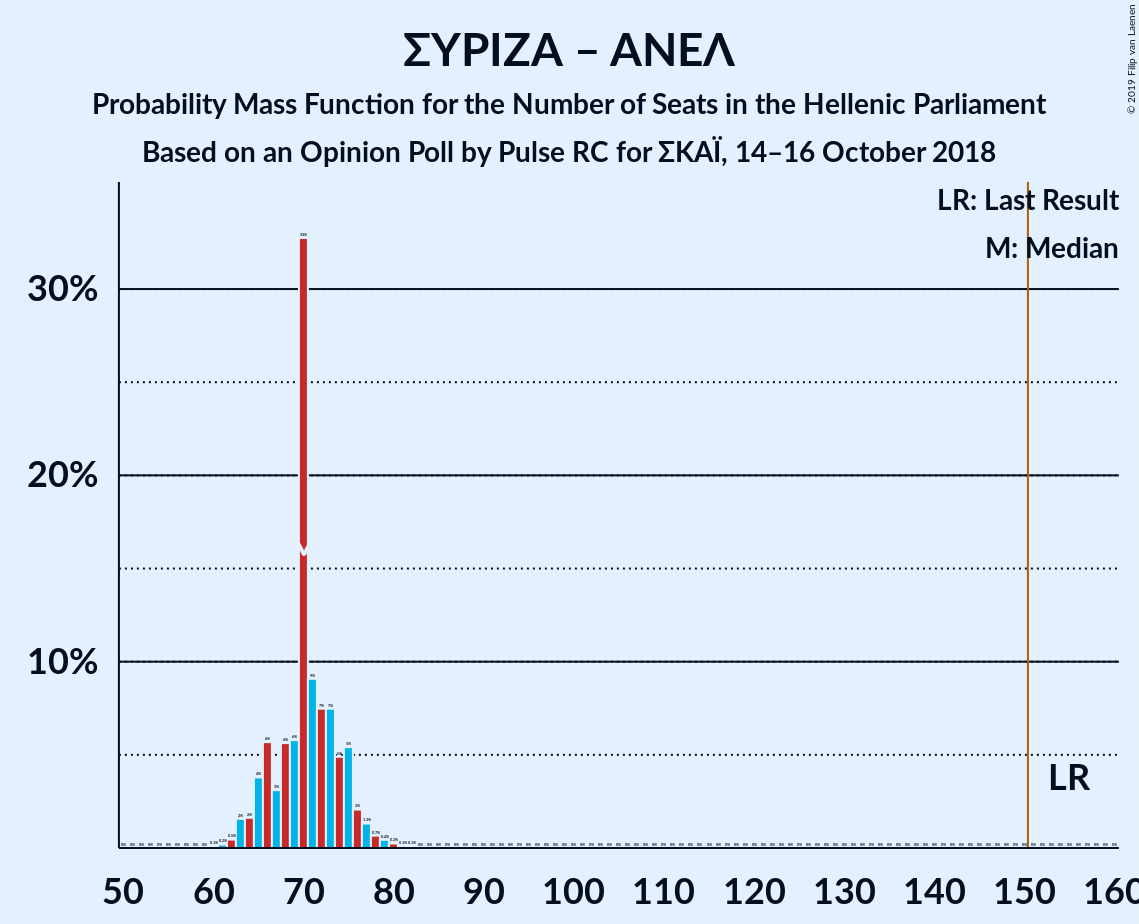 ΣΥΡΙΖΑ – ΑΝΕΛ
Probability Mass Function for the Number of Seats in the Hellenic Parliament
Based on an Opinion Poll by Pulse RC for ΣΚΑΪ, 14–16 October 2018
© 2019 Filip van Laenen
LR: Last Result
M: Median
30%
20%
10%
LR
50 60 70 80 90 100 110 120 130 140 150 160